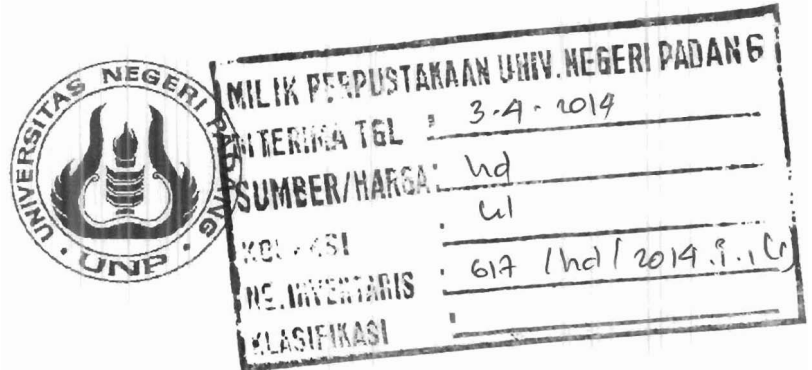 UNIVERSITAS NEGERI PADANG
UNP
MILIK PERPUSTAKAAN UNIV. NEGERI PADANG
DITERIMA TGL : 3-4-2014
SUMBER/HARGA : hd
KOLEKSI :
NO. INVENTARIS : 617 /hd/ 2014
KLASIFIKASI :